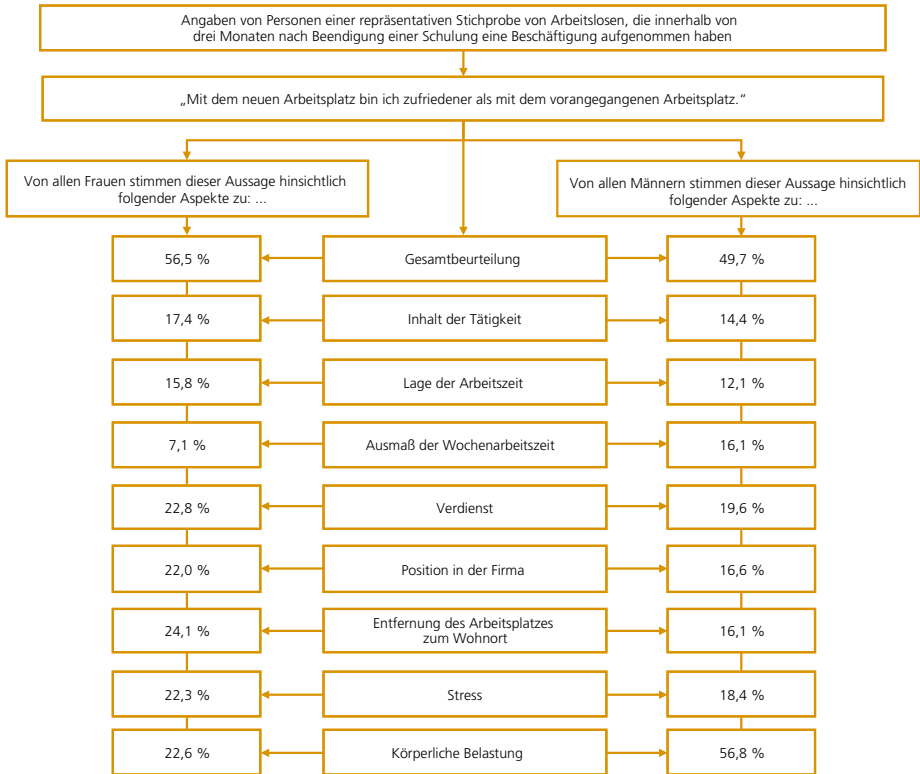 Angaben von Personen einer repräsentativen Stichprobe von Arbeitslosen, die innerhalb von
drei Monaten nach Beendigung einer Schulung eine Beschäftigung aufgenommen haben
„Mit dem neuen Arbeitsplatz bin ich zufriedener als mit dem vorangegangenen Arbeitsplatz.“
Von allen Frauen stimmen dieser Aussage hinsichtlich
folgender Aspekte zu: ...
Von allen Männern stimmen dieser Aussage hinsichtlich
folgender Aspekte zu: ...
56,5 % Gesamtbeurteilung 49,7 %
17,4 % Inhalt der Tätigkeit 14,4 %
15,8 % Lage der Arbeitszeit 12,1 %
7,1 % Ausmaß der Wochenarbeitszeit 16,1 %
22,8 % Verdienst 19,6 %
22,0 % Position in der Firma 16,6 %
24,1 % Entfernung des Arbeitsplatzes
zum Wohnort 16,1 %
22,3 % Stress 18,4 %
22,6 % Körperliche Belastung 56,8 %